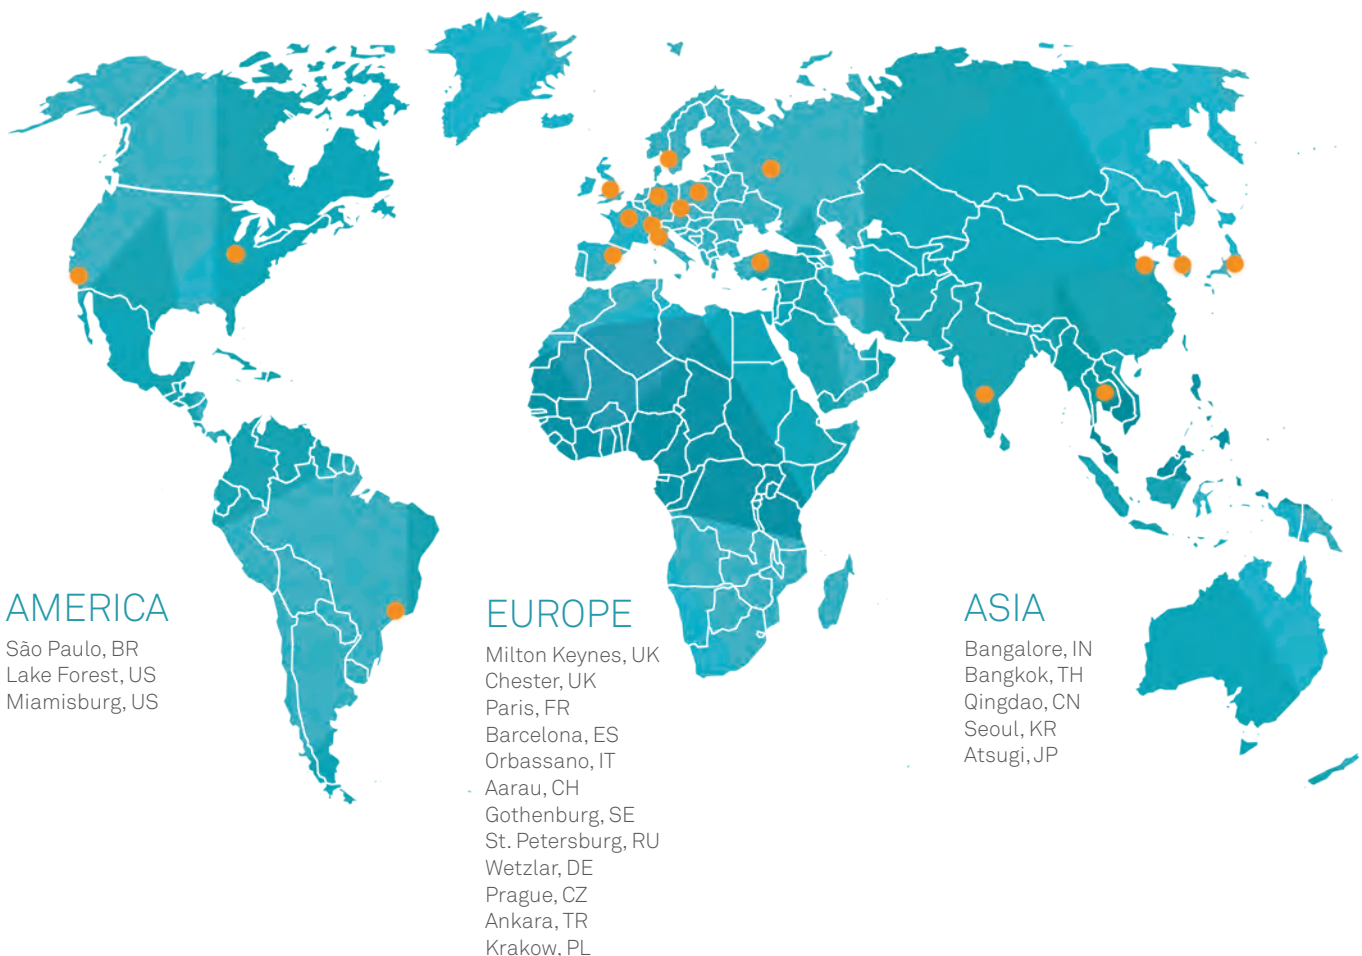 AMERICA
São Paulo, BR
Lake Forest, US
Miamisburg, US
EUROPE
Milton Keynes, UK
Chester, UK
Paris, FR
Barcelona, ES
Orbassano, IT
Aarau, CH
Gothenburg, SE
St. Petersburg, RU
Wetzlar, DE
Prague, CZ
Ankara, TR
Krakow, PL
ASIA
Bangalore, IN
Bangkok, TH
Qingdao, CN
Seoul, KR
Atsugi, JP